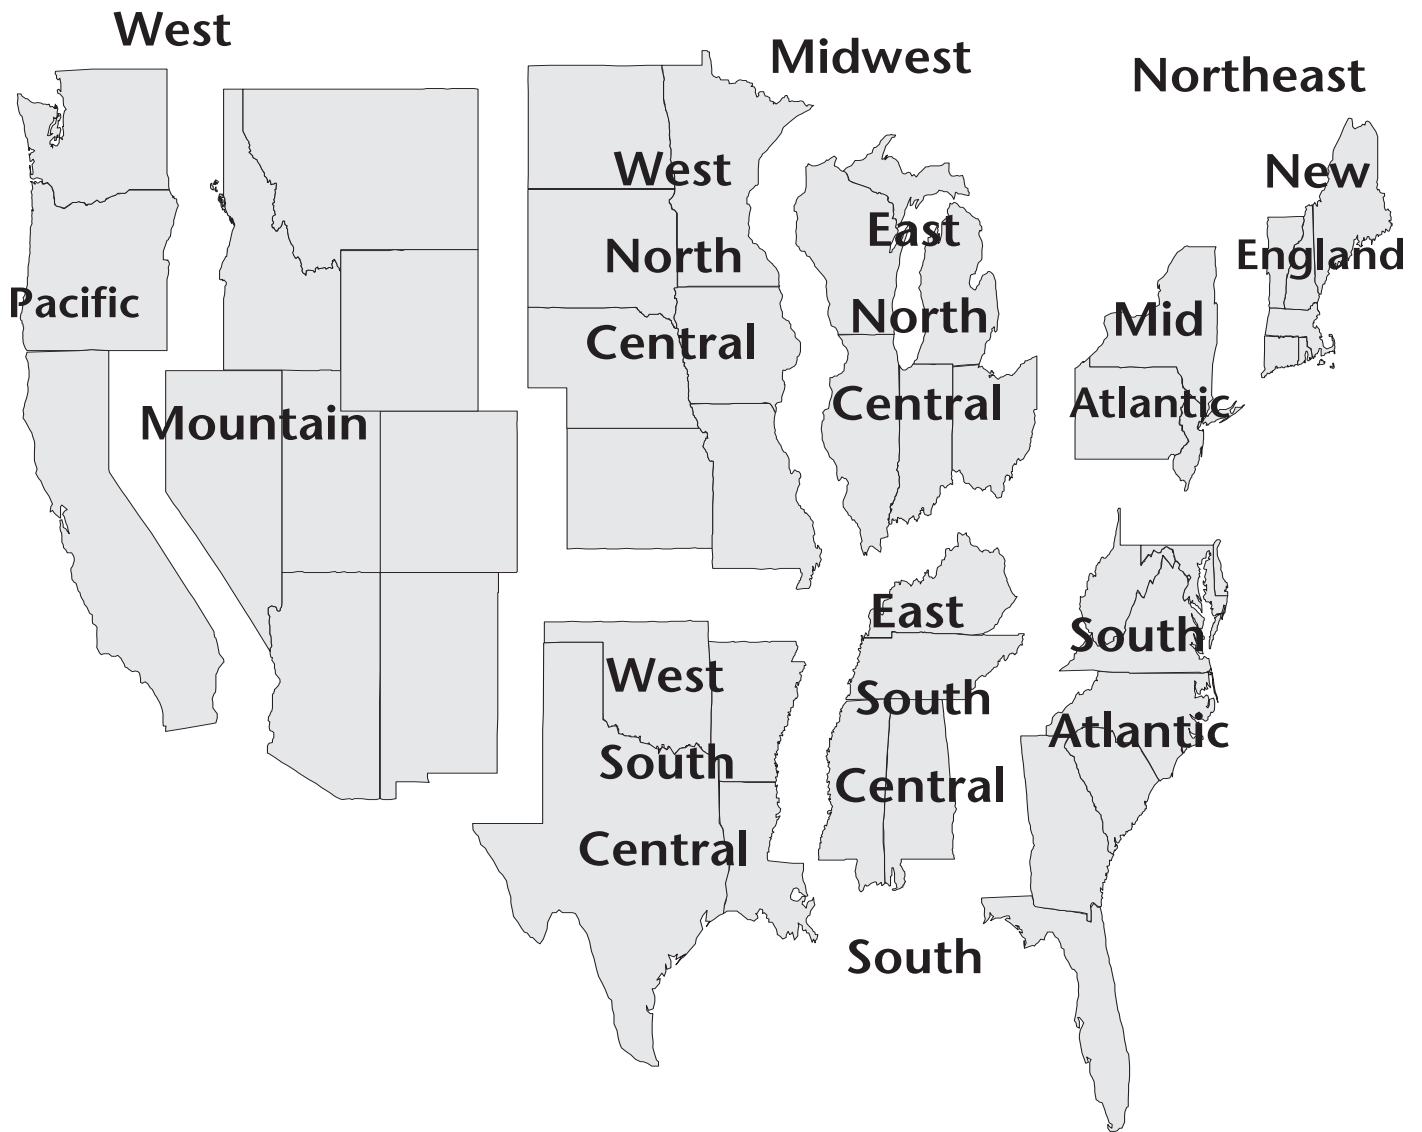 West
Midwest
Northeast
Pacific
Mountain
West
North
Central
East
North
Central
New
England
Mid
Atlantic
West
South
Central
East
South
Central
South
Atlantic
South